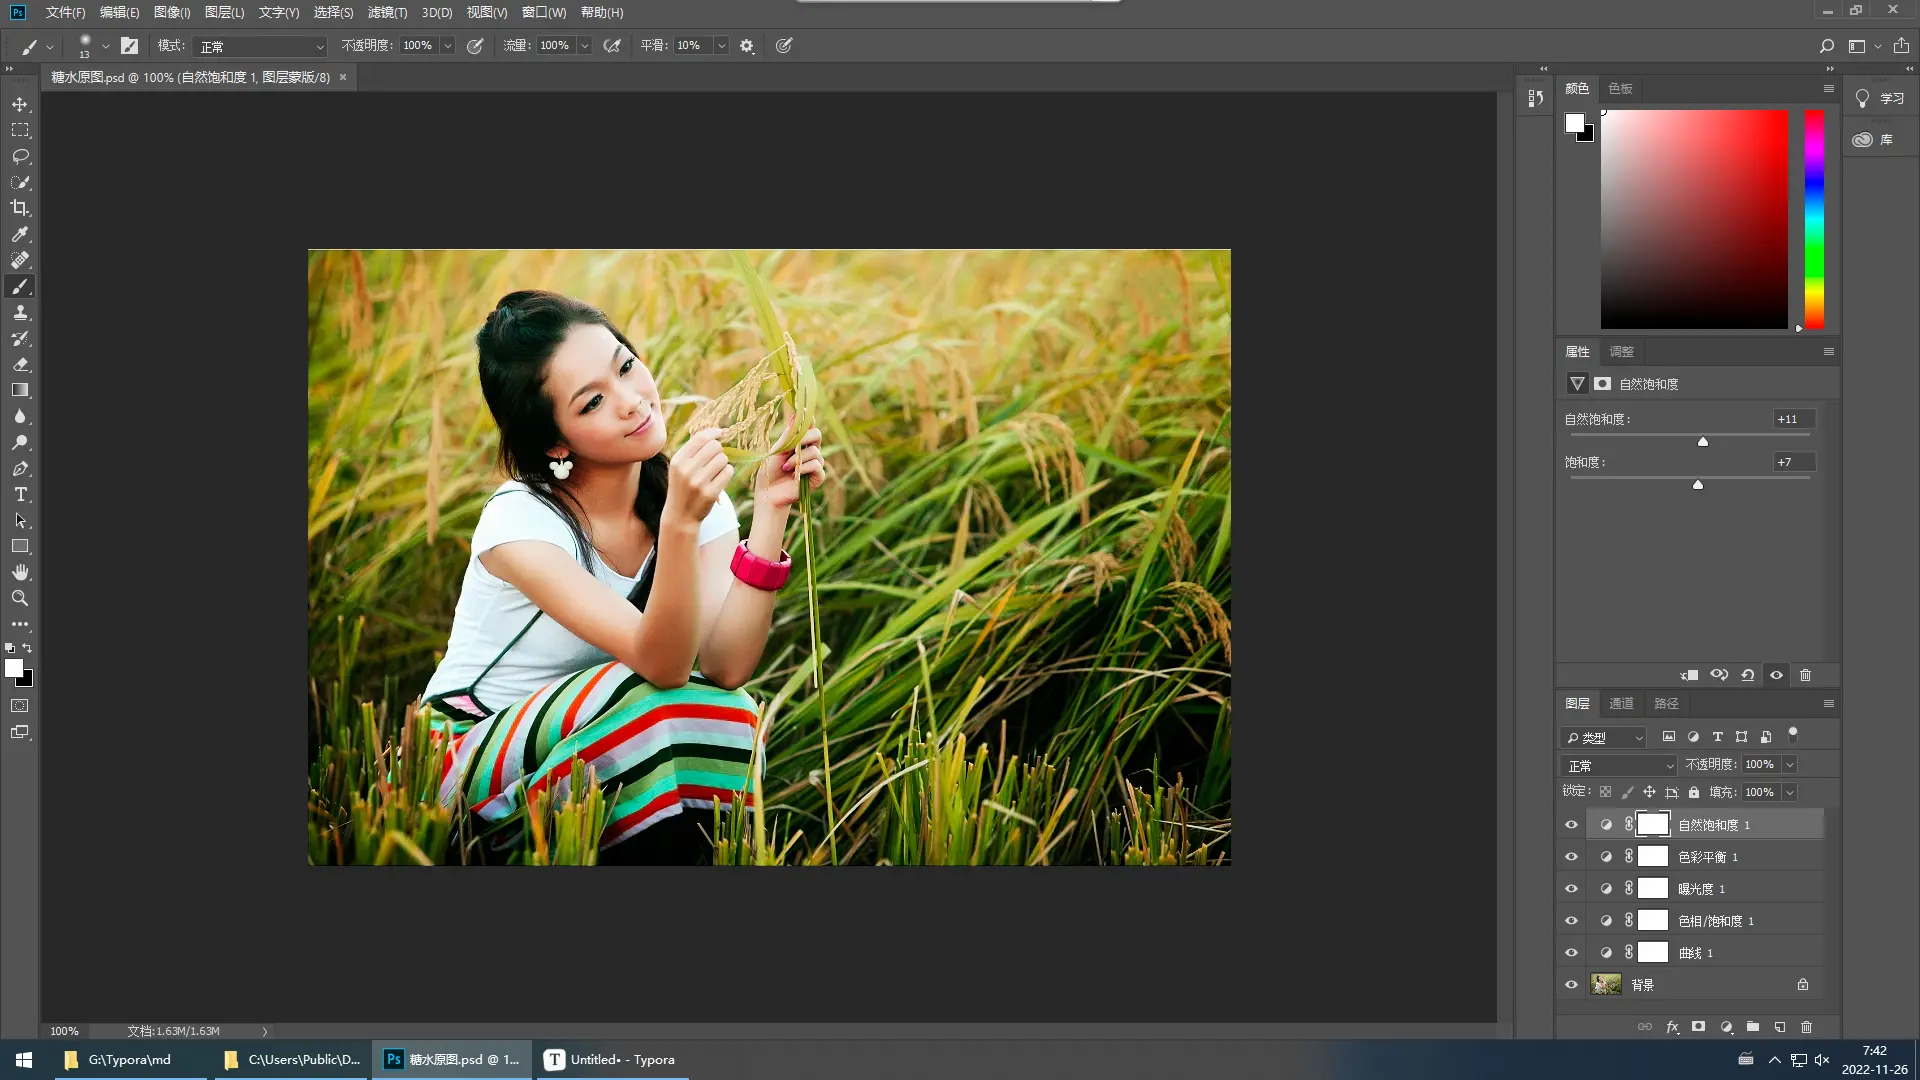 Ps 文件(F) 编辑(E) 图像(I) 图层(L) 文字(Y) 选择(S) 滤镜(T) 3D(D) 视图(V) 窗口(W) 帮助(H)
13 模式: 正常 不透明度: 100% 流量: 100% 平滑: 10%
糖水原图.psd @ 100% (自然饱和度 1, 图层蒙版/8) ×
颜色 色板
学习
库
属性 调整
自然饱和度
自然饱和度: +11
饱和度: +7
图层 通道 路径
类型
正常 不透明度: 100%
锁定: 填充: 100%
自然饱和度 1
色彩平衡 1
曝光度 1
色相/饱和度 1
曲线 1
背景
fx
100% 文档:1.63M/1.63M
G:\Typora\md
C:\Users\Public\D...
Ps 糖水原图.psd @ 1...
T Untitled• - Typora
7:42
2022-11-26